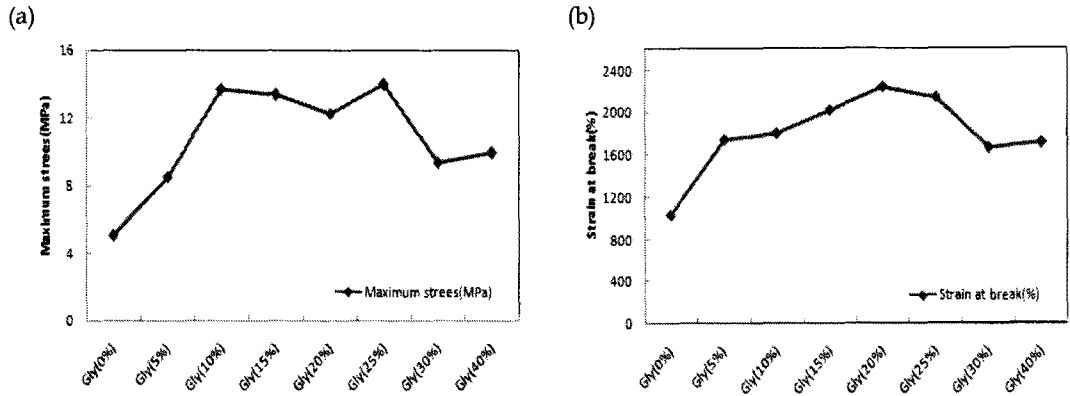 (a)
16
12
8
4
0
Maximum strees(MPa)
Maximum strees(MPa)
Gly(0%)
Gly(5%)
Gly(10%)
Gly(15%)
Gly(20%)
Gly(25%)
Gly(30%)
Gly(40%)
(b)
2400
2000
1600
1200
800
400
0
Strain at break(%)
Strain at break(%)
Gly(0%)
Gly(5%)
Gly(10%)
Gly(15%)
Gly(20%)
Gly(25%)
Gly(30%)
Gly(40%)